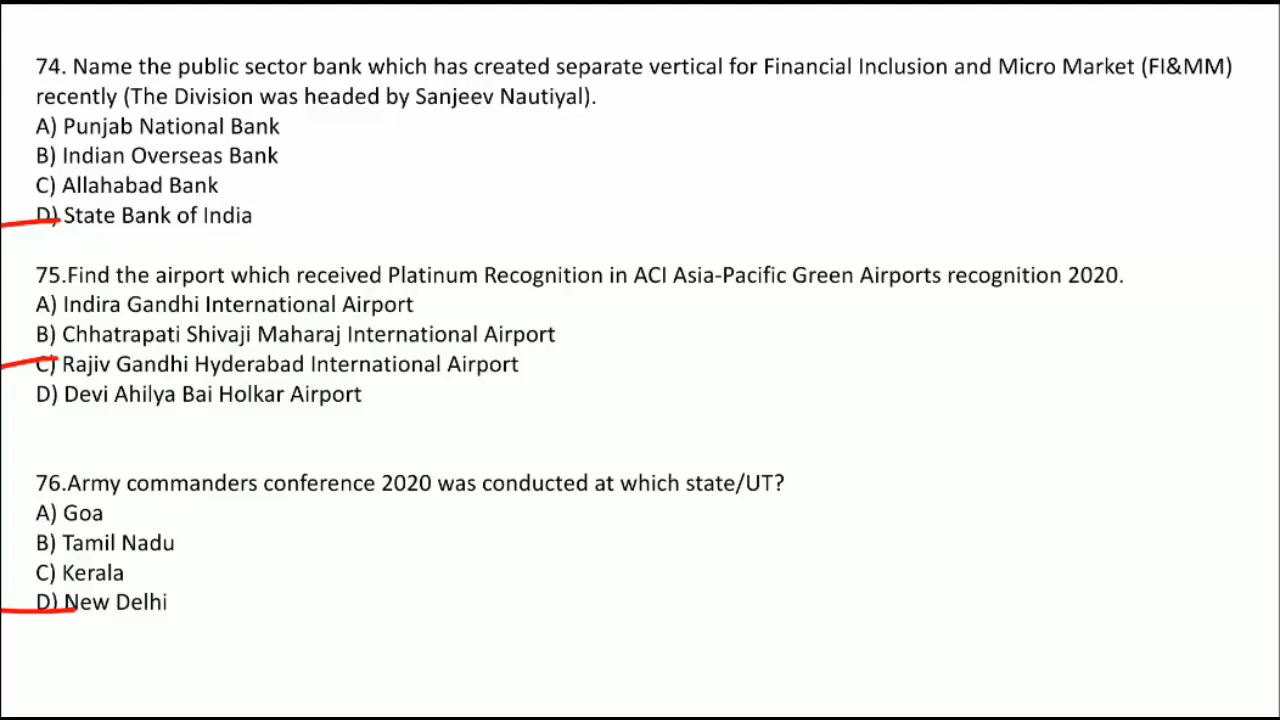 74. Name the public sector bank which has created separate vertical for Financial Inclusion and Micro Market (FI&MM)
recently (The Division was headed by Sanjeev Nautiyal).
A) Punjab National Bank
B) Indian Overseas Bank
C) Allahabad Bank
D) State Bank of India
75.Find the airport which received Platinum Recognition in ACI Asia-Pacific Green Airports recognition 2020.
A) Indira Gandhi International Airport
B) Chhatrapati Shivaji Maharaj International Airport
C) Rajiv Gandhi Hyderabad International Airport
D) Devi Ahilya Bai Holkar Airport
76.Army commanders conference 2020 was conducted at which state/UT?
A) Goa
B) Tamil Nadu
C) Kerala
D) New Delhi